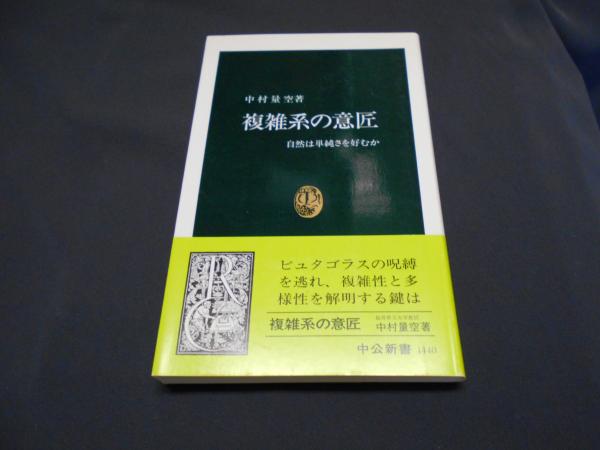 中村量空著
複雑系の意匠
自然は単純さを好むか
ピュタゴラスの呪縛
を逃れ、複雑性と多
様性を解明する鍵は
複雑系の意匠
中村量空著
中公新書 1440
R
C